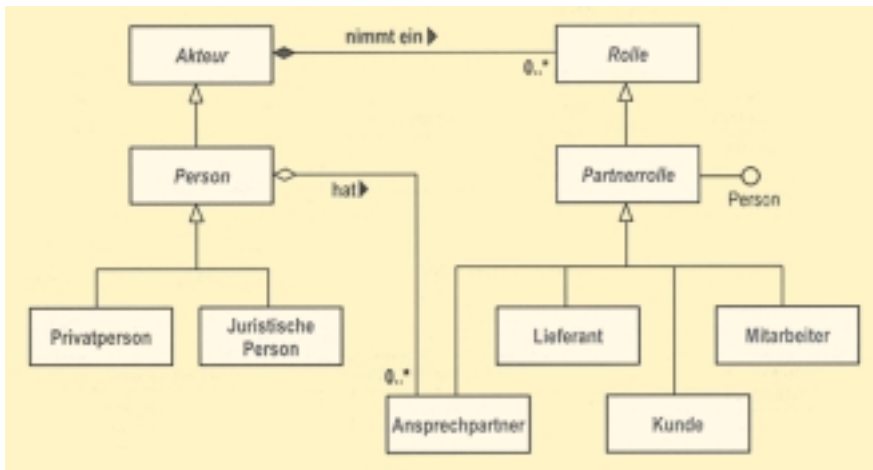 Akteur
nimmt ein
0..*
Rolle
Person
hat
Partnerrolle
Person
Privatperson
Juristische
Person
Lieferant
Mitarbeiter
0..*
Ansprechpartner
Kunde